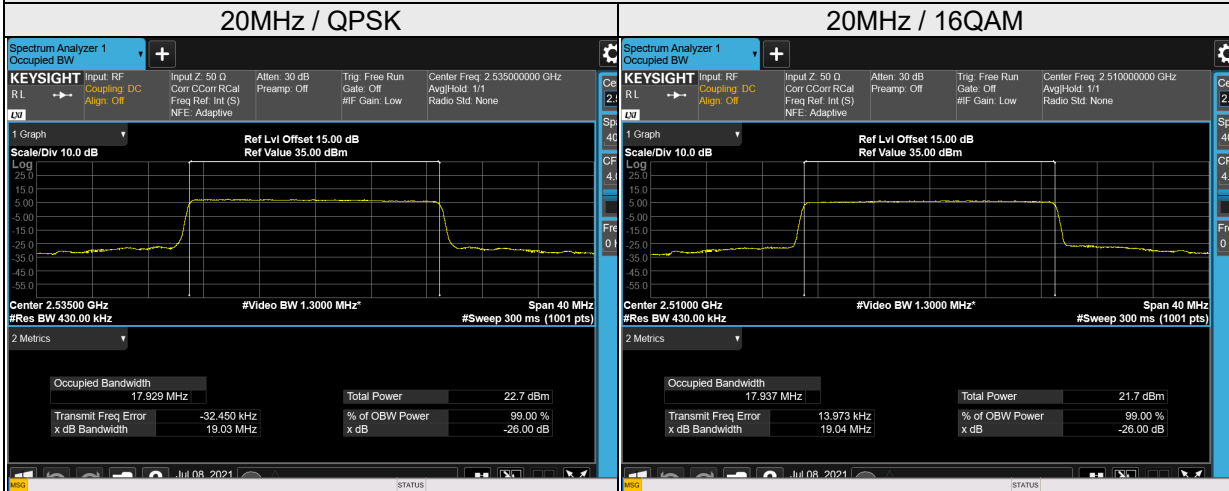 20MHz / QPSK
Spectrum Analyzer 1
Occupied BW
+
KEYSIGHT
R L
LXI
Input: RF
Coupling: DC
Align: Off
Input Z: 50 Ω
Corr CCorr RCal
Freq Ref: Int (S)
NFE: Adaptive
Atten: 30 dB
Preamp: Off
Trig: Free Run
Gate: Off
#IF Gain: Low
Center Freq: 2.535000000 GHz
Avg|Hold: 1/1
Radio Std: None
1 Graph
Scale/Div 10.0 dB
Ref Lvl Offset 15.00 dB
Ref Value 35.00 dBm
Log
25.0
15.0
5.00
-5.00
-15.0
-25.0
-35.0
-45.0
-55.0
Center 2.53500 GHz
#Res BW 430.00 kHz
#Video BW 1.3000 MHz*
Span 40 MHz
#Sweep 300 ms (1001 pts)
2 Metrics
Occupied Bandwidth
17.929 MHz
Total Power 22.7 dBm
Transmit Freq Error -32.450 kHz
% of OBW Power 99.00 %
x dB Bandwidth 19.03 MHz
x dB -26.00 dB
Jul 08, 2021
MSG
STATUS
20MHz / 16QAM
Spectrum Analyzer 1
Occupied BW
+
KEYSIGHT
R L
LXI
Input: RF
Coupling: DC
Align: Off
Input Z: 50 Ω
Corr CCorr RCal
Freq Ref: Int (S)
NFE: Adaptive
Atten: 30 dB
Preamp: Off
Trig: Free Run
Gate: Off
#IF Gain: Low
Center Freq: 2.510000000 GHz
Avg|Hold: 1/1
Radio Std: None
1 Graph
Scale/Div 10.0 dB
Ref Lvl Offset 15.00 dB
Ref Value 35.00 dBm
Log
25.0
15.0
5.00
-5.00
-15.0
-25.0
-35.0
-45.0
-55.0
Center 2.51000 GHz
#Res BW 430.00 kHz
#Video BW 1.3000 MHz*
Span 40 MHz
#Sweep 300 ms (1001 pts)
2 Metrics
Occupied Bandwidth
17.937 MHz
Total Power 21.7 dBm
Transmit Freq Error 13.973 kHz
% of OBW Power 99.00 %
x dB Bandwidth 19.04 MHz
x dB -26.00 dB
Jul 08, 2021
MSG
STATUS